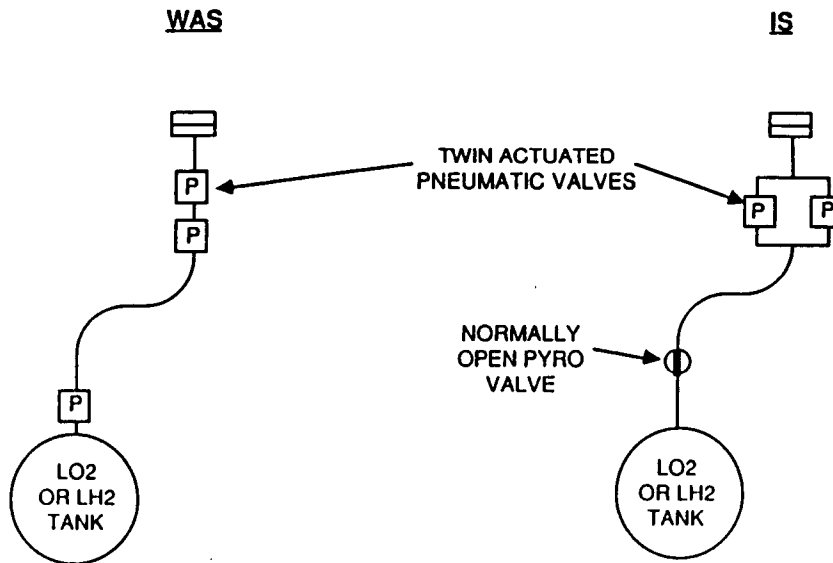 WAS
IS
TWIN ACTUATED
PNEUMATIC VALVES
P
P
P
P
NORMALLY
OPEN PYRO
VALVE
P
LO2
OR LH2
TANK
LO2
OR LH2
TANK